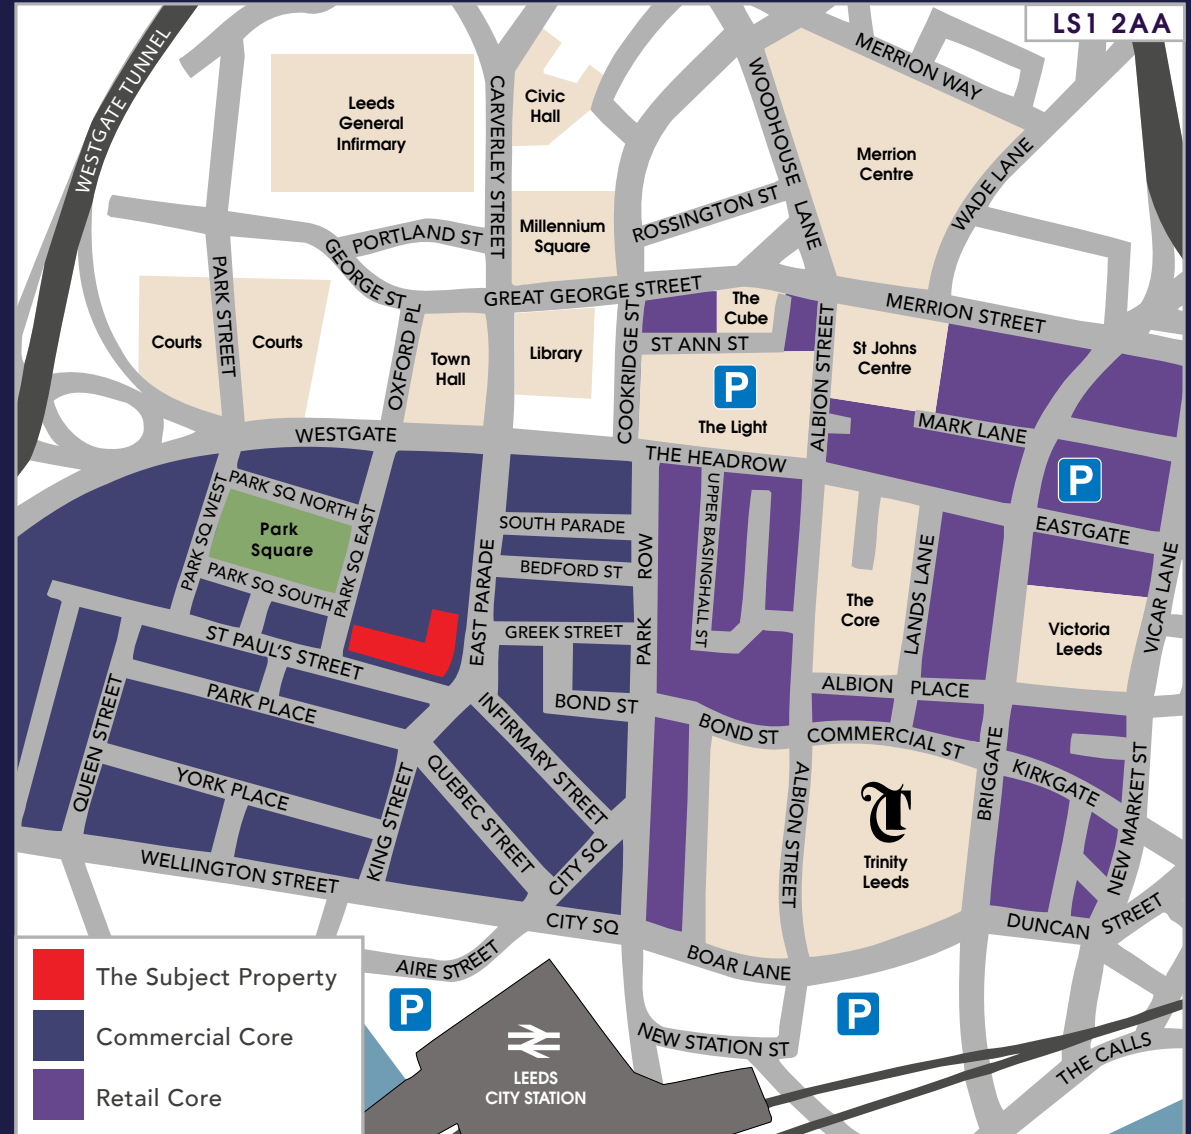 LS1 2AA
WESTGATE TUNNEL
MERRION WAY
Leeds
General
Infirmary
CARVERLEY STREET
Civic
Hall
WOODHOUSE LANE
Merrion
Centre
WADE LANE
Millennium
Square
ROSSINGTON ST
PORTLAND ST
GEORGE ST
PARK STREET
GREAT GEORGE STREET
MERRION STREET
Courts
Courts
OXFORD PL
Town
Hall
Library
COOKRIDGE ST
The
Cube
ST ANN ST
ALBION STREET
St Johns
Centre
P
The Light
MARK LANE
WESTGATE
THE HEADROW
P
PARK SQ WEST
PARK SQ NORTH
Park
Square
PARK SQ EAST
PARK SQ SOUTH
UPPER BASINGHALL ST
SOUTH PARADE
BEDFORD ST
EAST PARADE
PARK ROW
EASTGATE
VICAR LANE
LANDS LANE
The
Core
Victoria
Leeds
GREEK STREET
ST PAUL'S STREET
PARK PLACE
QUEEN STREET
ALBION PLACE
BOND ST
BOND ST
COMMERCIAL ST
INFIRMARY STREET
BRIGGATE
KIRKGATE
NEW MARKET ST
YORK PLACE
KING STREET
QUEBEC STREET
ALBION STREET
T
Trinity
Leeds
WELLINGTON STREET
CITY SQ
CITY SQ
DUNCAN STREET
AIRE STREET
BOAR LANE
P
P
NEW STATION ST
THE CALLS
LEEDS
CITY STATION
The Subject Property
Commercial Core
Retail Core